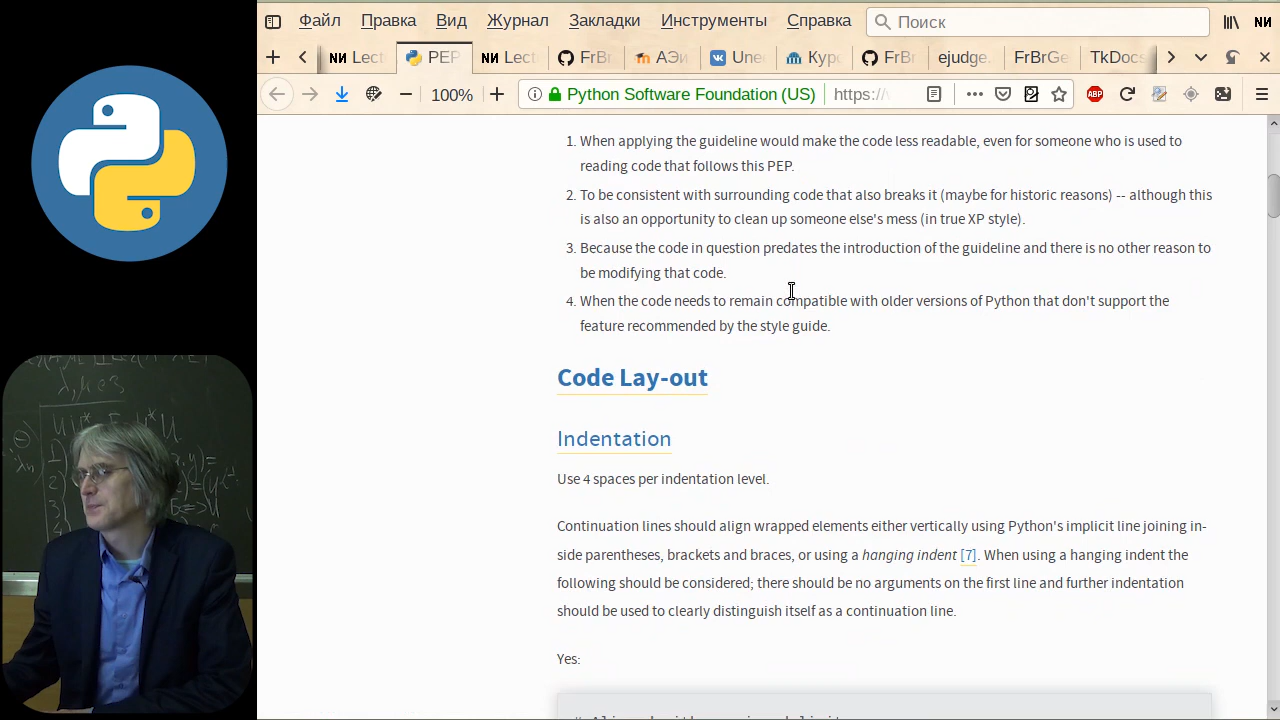 Файл Правка Вид Журнал Закладки Инструменты Справка Поиск
Lect PEP Lect FrBr АЭи Une Кур FrBr ejudge. FrBrGe TkDocs
100% Python Software Foundation (US) https:// ABP
1. When applying the guideline would make the code less readable, even for someone who is used to
reading code that follows this PEP.
2. To be consistent with surrounding code that also breaks it (maybe for historic reasons) -- although this
is also an opportunity to clean up someone else's mess (in true XP style).
3. Because the code in question predates the introduction of the guideline and there is no other reason to
be modifying that code.
4. When the code needs to remain compatible with older versions of Python that don't support the
feature recommended by the style guide.
Code Lay-out
Indentation
Use 4 spaces per indentation level.
Continuation lines should align wrapped elements either vertically using Python's implicit line joining in-
side parentheses, brackets and braces, or using a hanging indent [7]. When using a hanging indent the
following should be considered; there should be no arguments on the first line and further indentation
should be used to clearly distinguish itself as a continuation line.
Yes: